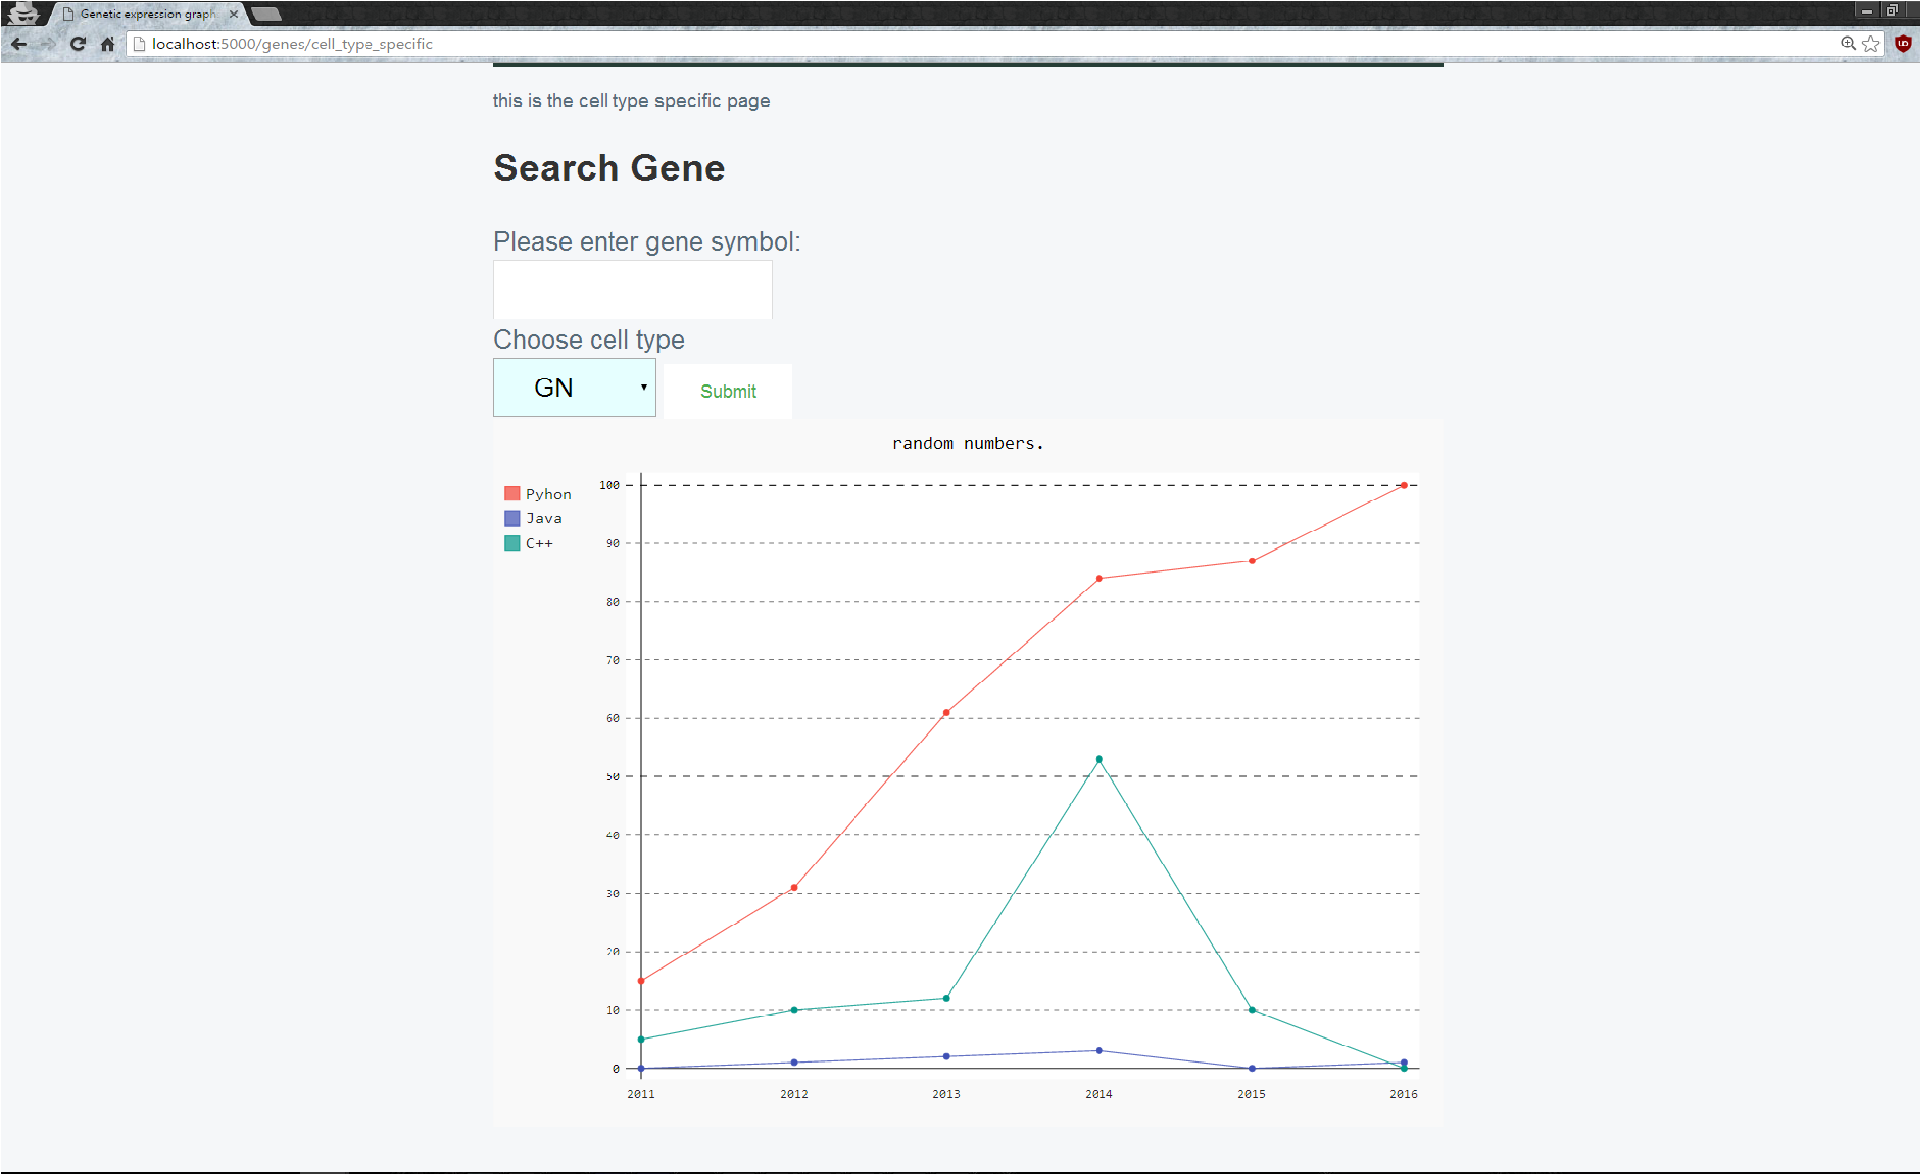 Genetic expression graph
localhost:5000/genes/cell_type_specific
this is the cell type specific page
Search Gene
Please enter gene symbol:
Choose cell type
GN
Submit
random numbers.
Pyhon
Java
C++
100
90
80
70
60
50
40
30
20
10
0
2011 2012 2013 2014 2015 2016